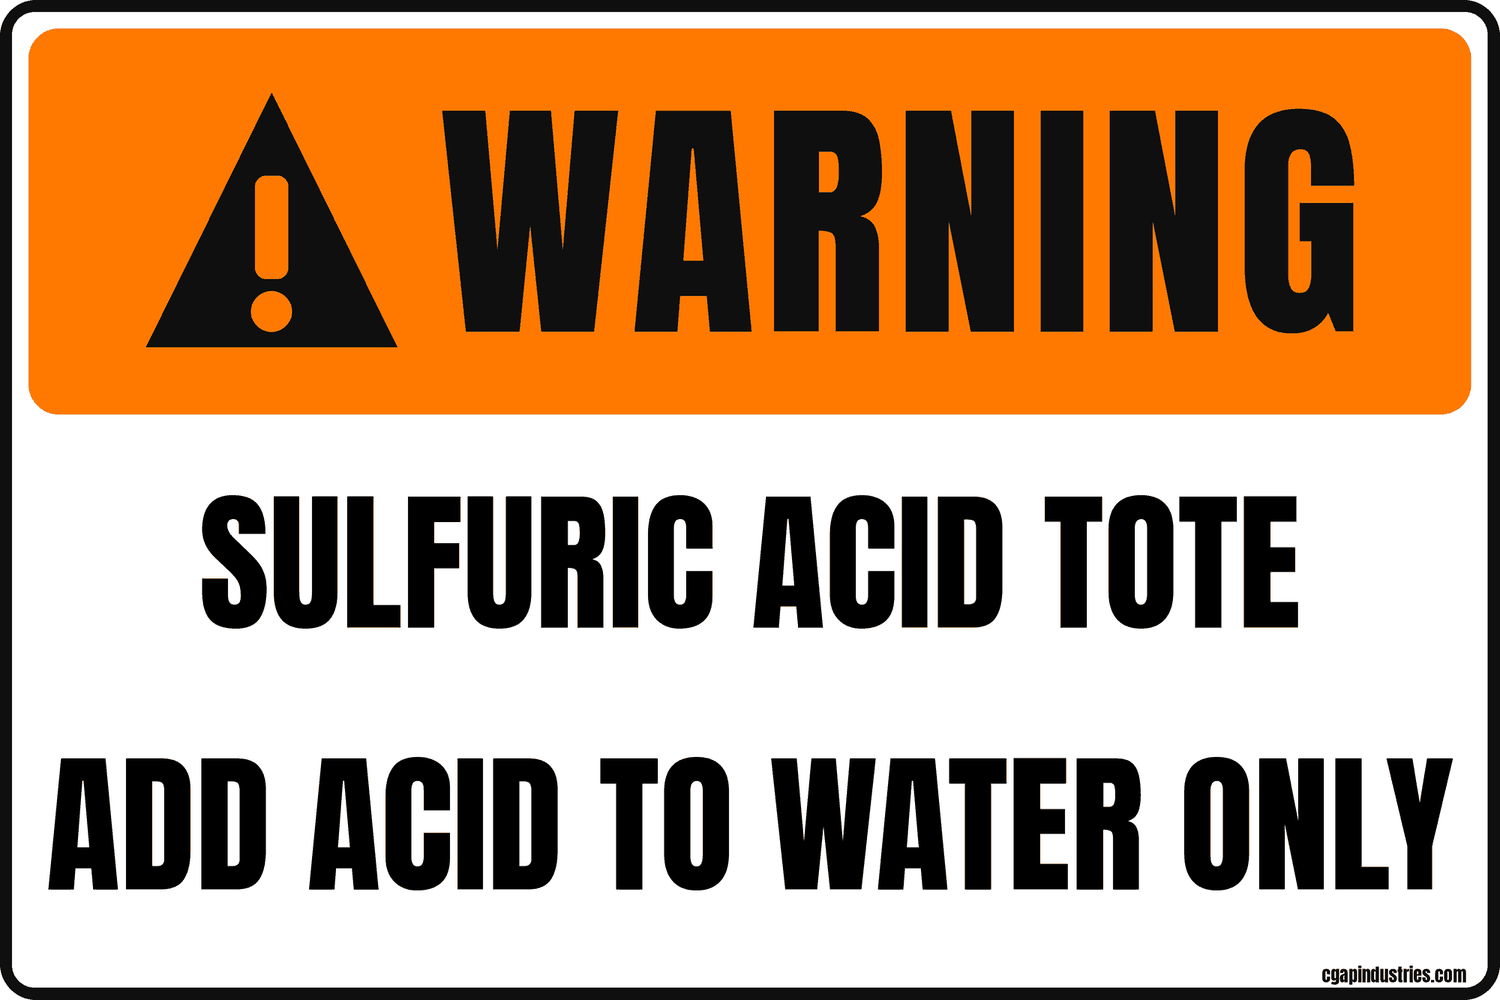 WARNING
SULFURIC ACID TOTE
ADD ACID TO WATER ONLY
cgapindustries.com